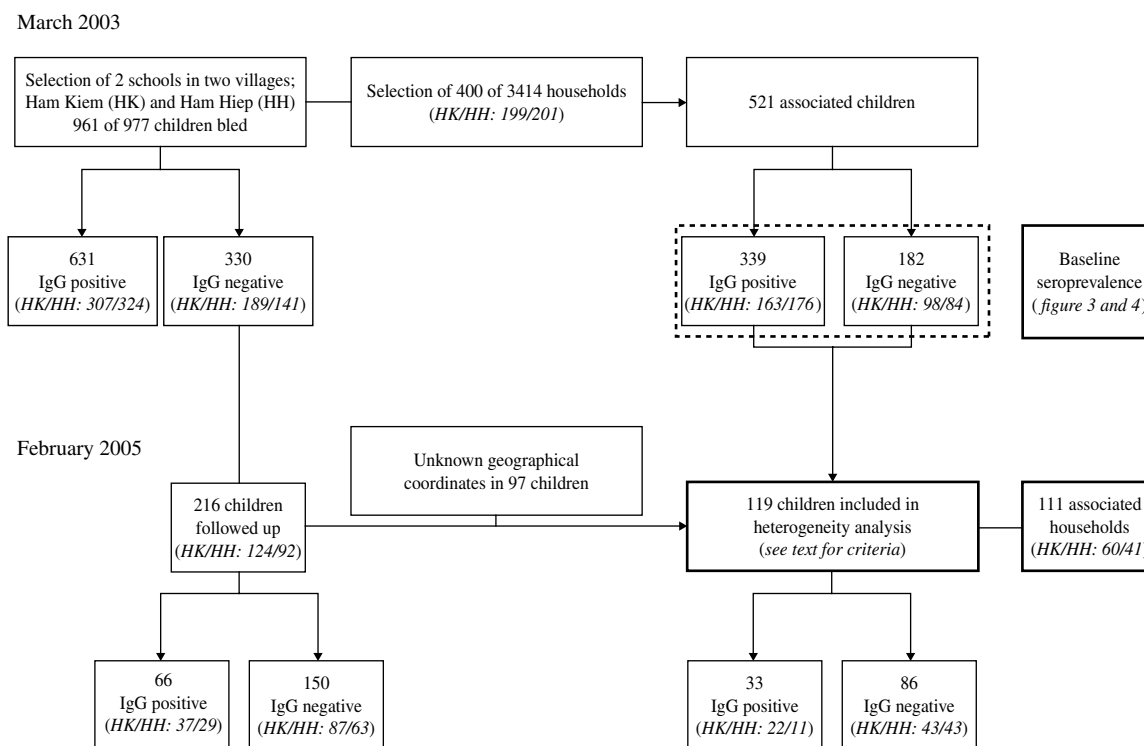 March 2003
Selection of 2 schools in two villages;
Ham Kiem (HK) and Ham Hiep (HH)
961 of 977 children bled
Selection of 400 of 3414 households
(HK/HH: 199/201)
521 associated children
631
IgG positive
(HK/HH: 307/324)
330
IgG negative
(HK/HH: 189/141)
339
IgG positive
(HK/HH: 163/176)
182
IgG negative
(HK/HH: 98/84)
Baseline
seroprevalence
( figure 3 and 4)
February 2005
216 children
followed up
(HK/HH: 124/92)
Unknown geographical
coordinates in 97 children
119 children included in
heterogeneity analysis
(see text for criteria)
111 associated
households
(HK/HH: 60/41)
66
IgG positive
(HK/HH: 37/29)
150
IgG negative
(HK/HH: 87/63)
33
IgG positive
(HK/HH: 22/11)
86
IgG negative
(HK/HH: 43/43)